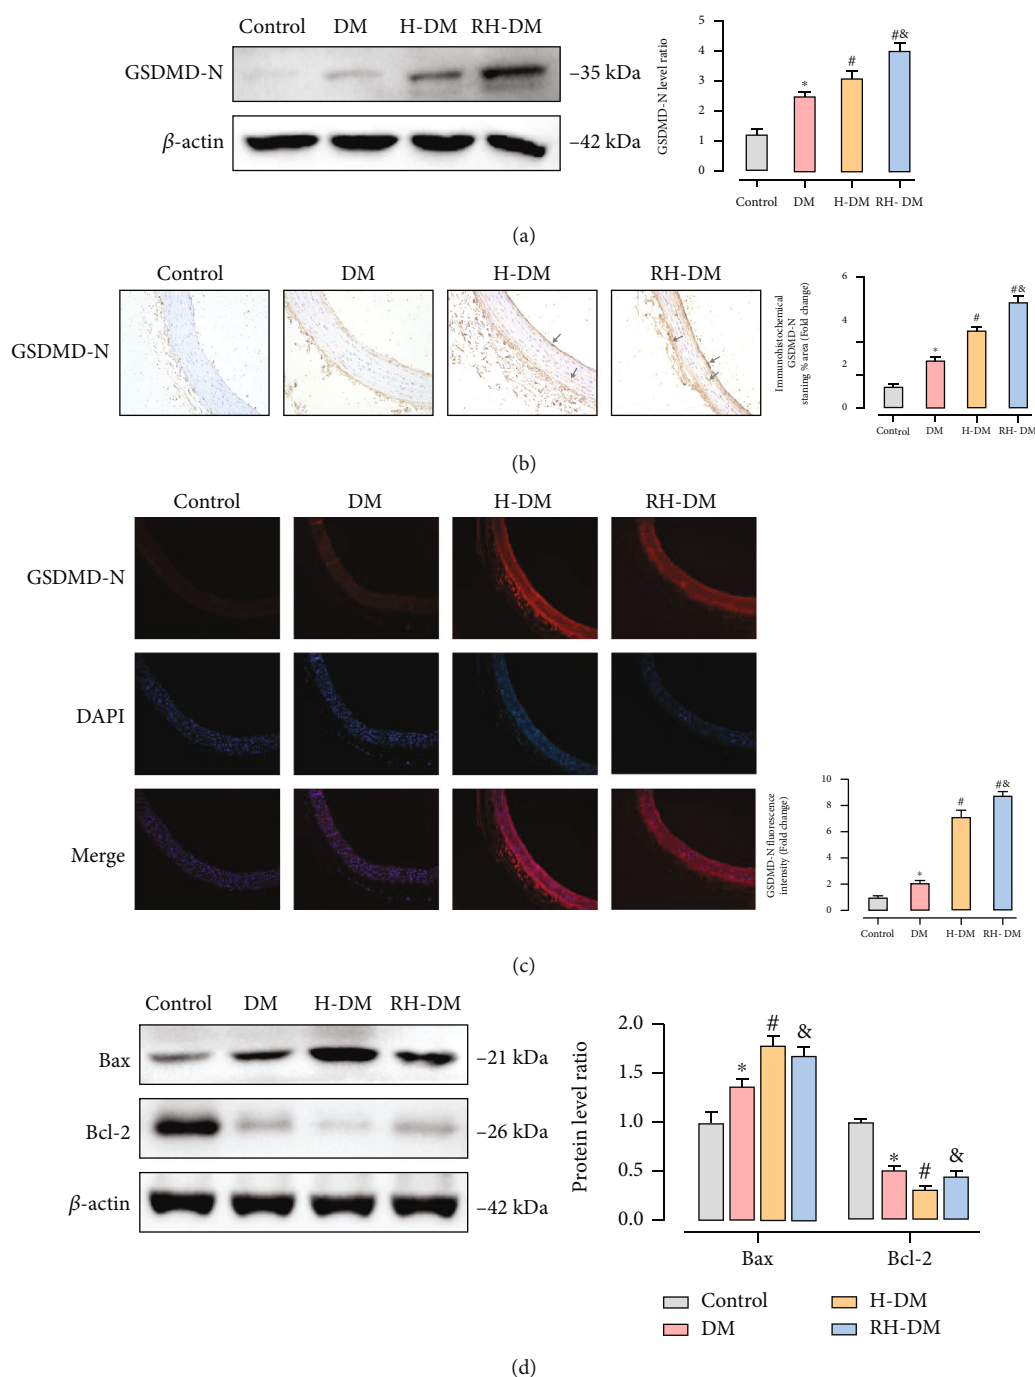 Control DM H-DM RH-DM
GSDMD-N
–35 kDa
β-actin
–42 kDa
GSDMD-N level ratio
5
4
3
2
1
0
*
#
#&
Control DM H-DM RH- DM
(a)
Control DM H-DM RH-DM
GSDMD-N
Immunohistochemical
GSDMD-N
staning % area (Fold change)
6
4
2
0
*
#
#&
Control DM H-DM RH- DM
(b)
Control DM H-DM RH-DM
GSDMD-N
DAPI
Merge
GSDMD-N fluorescence
intensity (Fold change)
10
8
6
4
2
0
*
#
#&
Control DM H-DM RH- DM
(c)
Control DM H-DM RH-DM
Bax
–21 kDa
Bcl-2
–26 kDa
β-actin
–42 kDa
Protein level ratio
2.0
1.5
1.0
0.5
0.0
*
#
&
*
#
&
Bax Bcl-2
Control H-DM
DM RH-DM
(d)